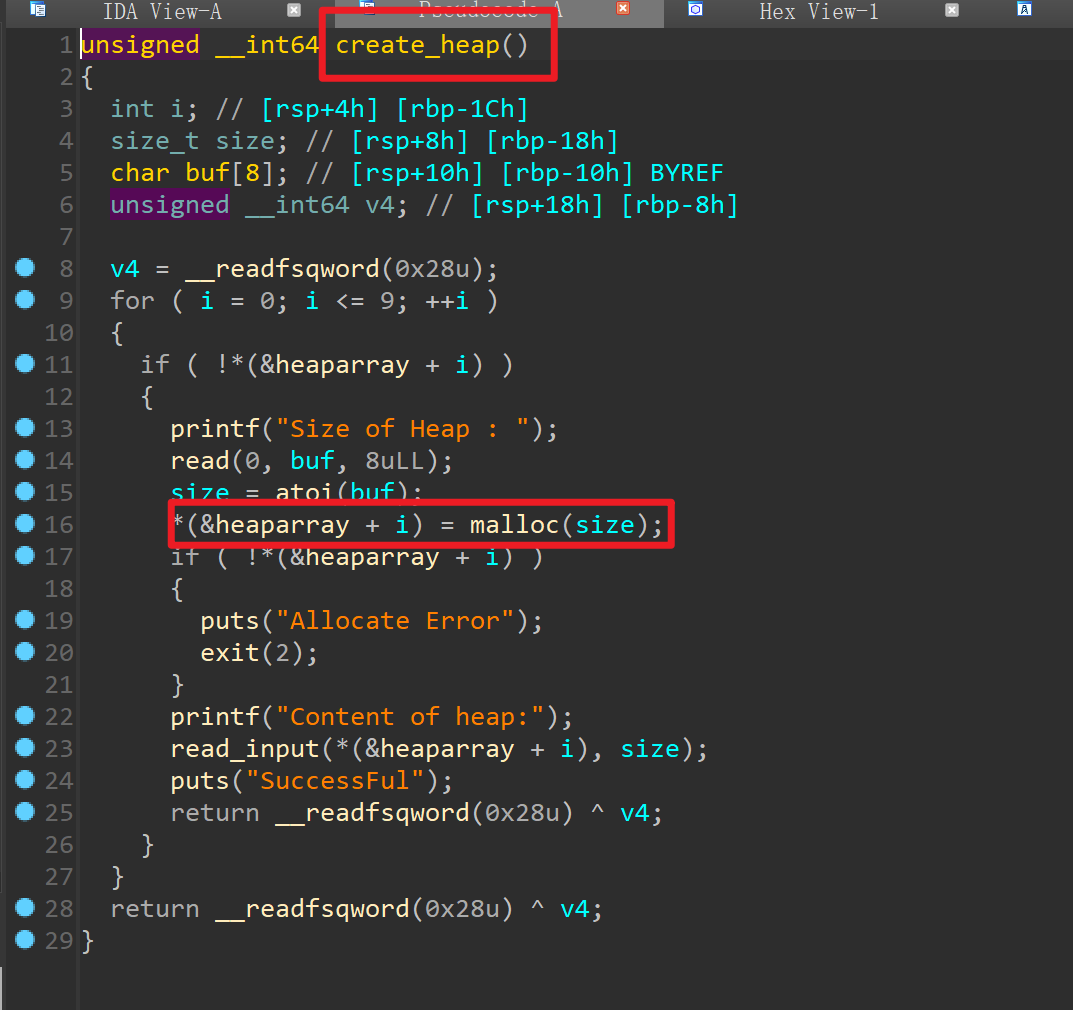 IDA View-A Pseudocode-A Hex View-1
1 unsigned __int64 create_heap()
2 {
3 int i; // [rsp+4h] [rbp-1Ch]
4 size_t size; // [rsp+8h] [rbp-18h]
5 char buf[8]; // [rsp+10h] [rbp-10h] BYREF
6 unsigned __int64 v4; // [rsp+18h] [rbp-8h]
7
8 v4 = __readfsqword(0x28u);
9 for ( i = 0; i <= 9; ++i )
10 {
11 if ( !*(&heaparray + i) )
12 {
13 printf("Size of Heap : ");
14 read(0, buf, 8uLL);
15 size = atoi(buf);
16 *(&heaparray + i) = malloc(size);
17 if ( !*(&heaparray + i) )
18 {
19 puts("Allocate Error");
20 exit(2);
21 }
22 printf("Content of heap:");
23 read_input(*(&heaparray + i), size);
24 puts("SuccessFul");
25 return __readfsqword(0x28u) ^ v4;
26 }
27 }
28 return __readfsqword(0x28u) ^ v4;
29 }